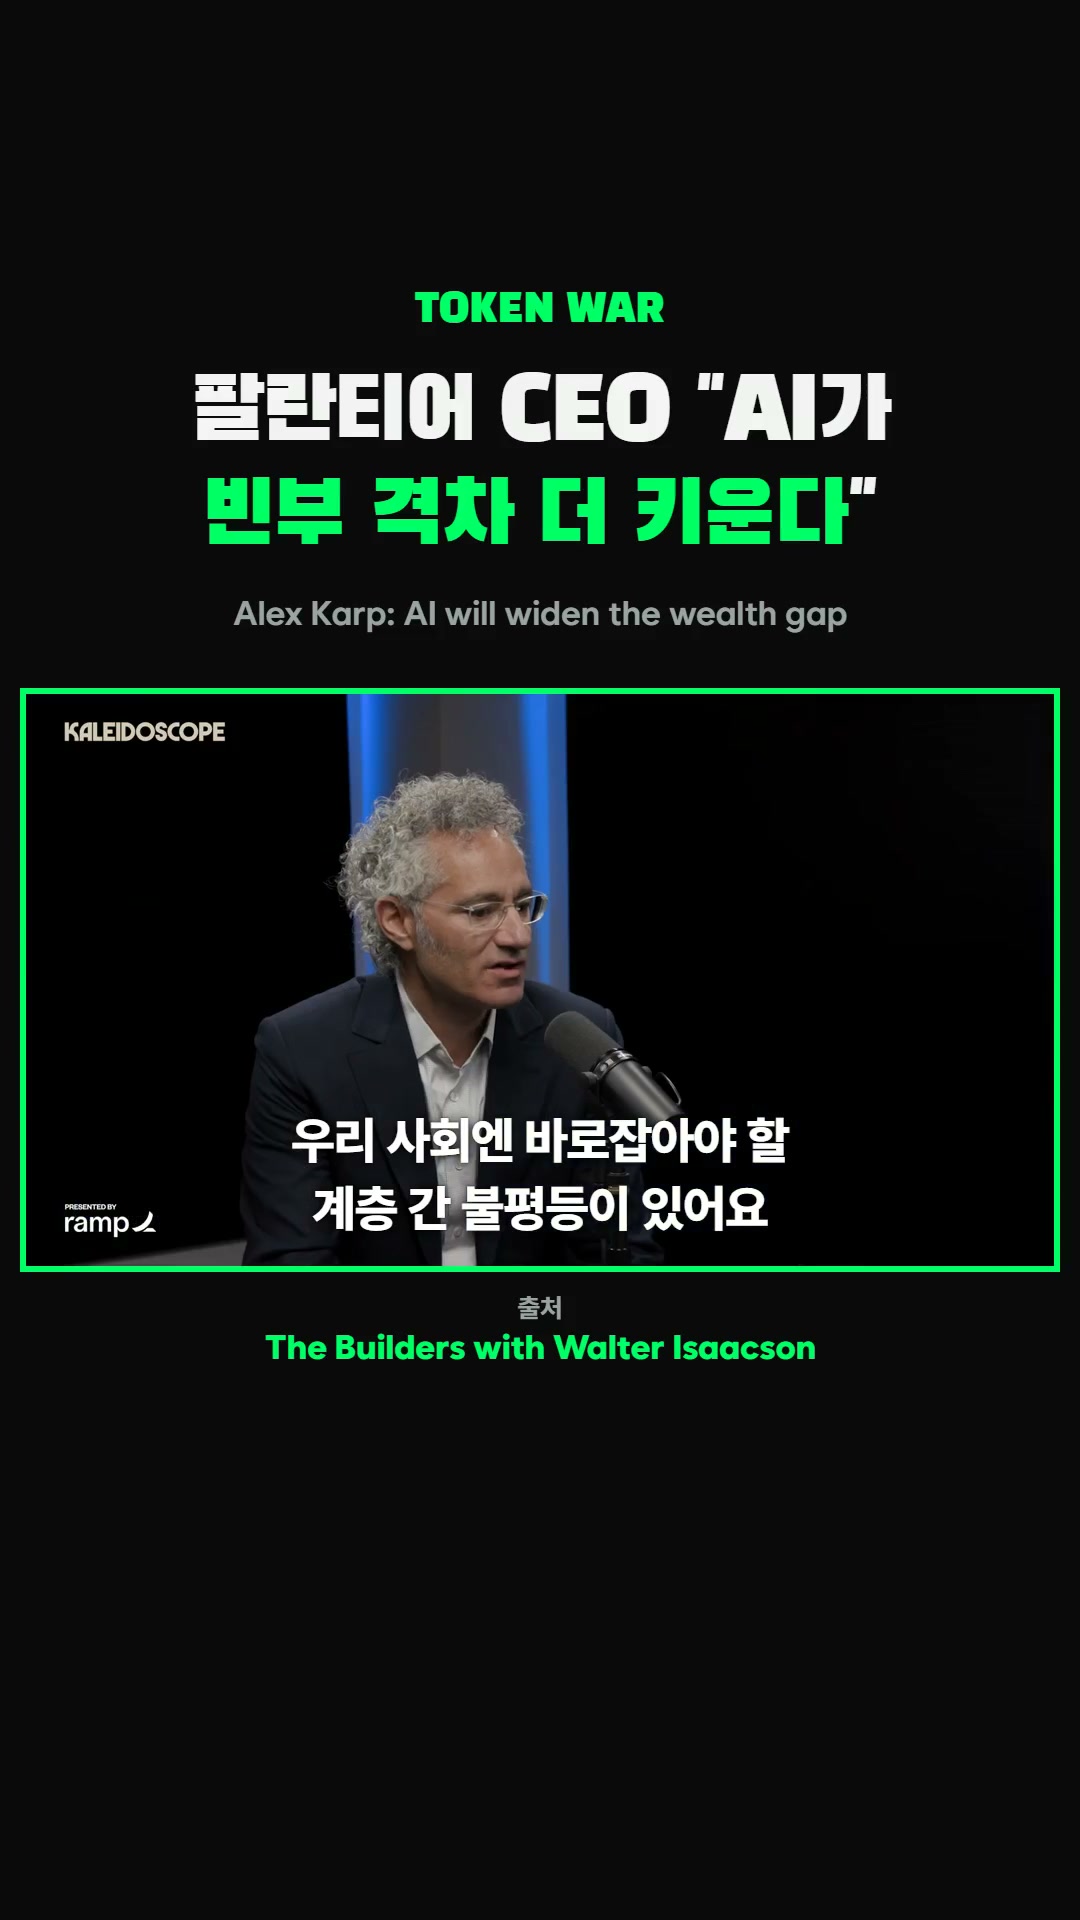 TOKEN WAR
팔란티어 CEO "AI가
빈부 격차 더 키운다"
Alex Karp: AI will widen the wealth gap
KALEIDOSCOPE
우리 사회엔 바로잡아야 할
계층 간 불평등이 있어요
PRESENTED BY
ramp
출처
The Builders with Walter Isaacson